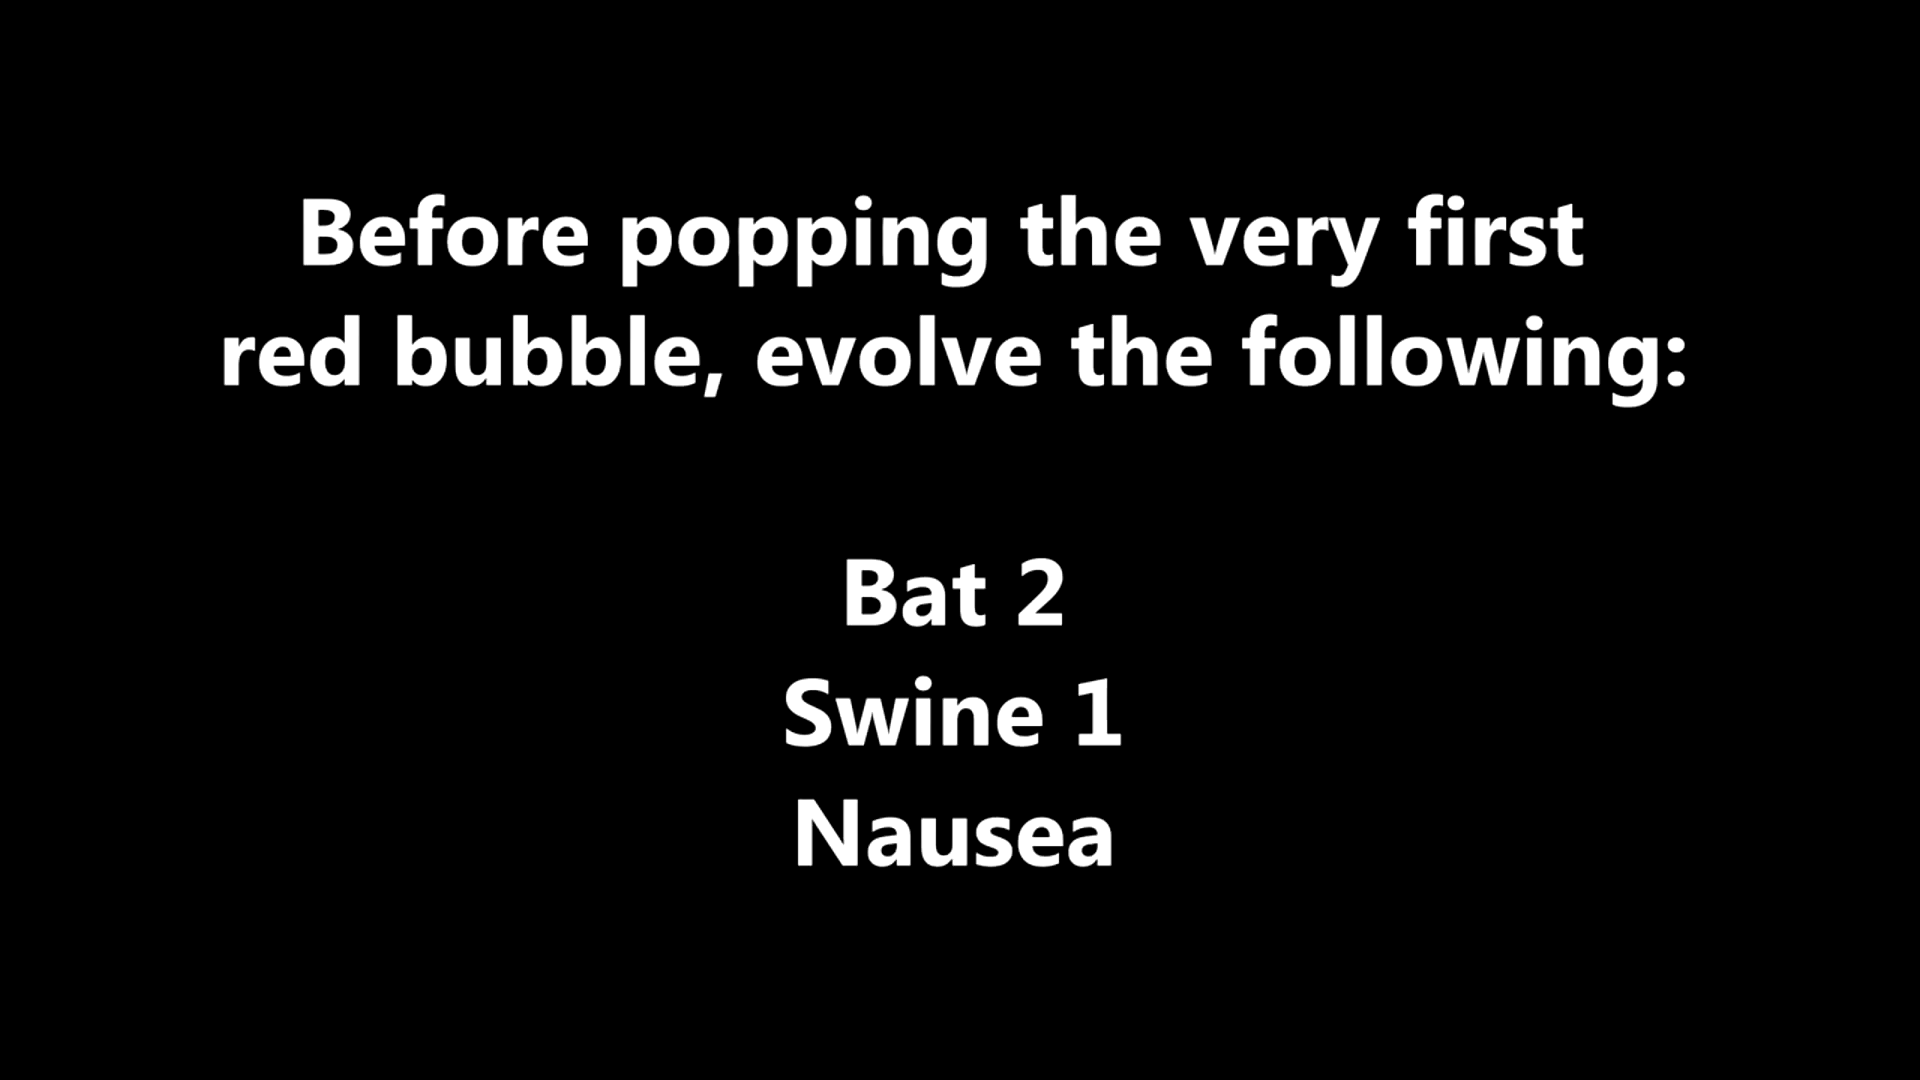 Before popping the very first
red bubble, evolve the following:
Bat 2
Swine 1
Nausea